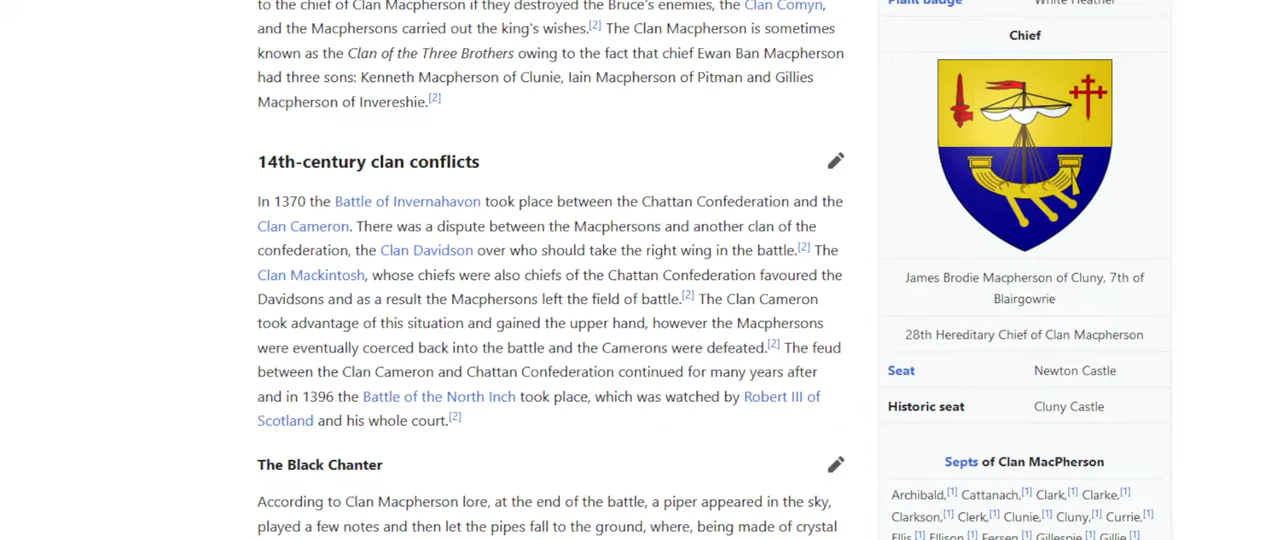 to the chief of Clan Macpherson if they destroyed the Bruce's enemies, the Clan Comyn,
and the Macphersons carried out the king's wishes.[2] The Clan Macpherson is sometimes
known as the Clan of the Three Brothers owing to the fact that chief Ewan Ban Macpherson
had three sons: Kenneth Macpherson of Clunie, Iain Macpherson of Pitman and Gillies
Macpherson of Invereshie.[2]
14th-century clan conflicts
In 1370 the Battle of Invernahavon took place between the Chattan Confederation and the
Clan Cameron. There was a dispute between the Macphersons and another clan of the
confederation, the Clan Davidson over who should take the right wing in the battle.[2] The
Clan Mackintosh, whose chiefs were also chiefs of the Chattan Confederation favoured the
Davidsons and as a result the Macphersons left the field of battle.[2] The Clan Cameron
took advantage of this situation and gained the upper hand, however the Macphersons
were eventually coerced back into the battle and the Camerons were defeated.[2] The feud
between the Clan Cameron and Chattan Confederation continued for many years after
and in 1396 the Battle of the North Inch took place, which was watched by Robert III of
Scotland and his whole court.[2]
The Black Chanter
According to Clan Macpherson lore, at the end of the battle, a piper appeared in the sky,
played a few notes and then let the pipes fall to the ground, where, being made of crystal
Plant badge White Heather
Chief
James Brodie Macpherson of Cluny, 7th of
Blairgowrie
28th Hereditary Chief of Clan Macpherson
Seat Newton Castle
Historic seat Cluny Castle
Septs of Clan MacPherson
Archibald,[1] Cattanach,[1] Clark,[1] Clarke,[1]
Clarkson,[1] Clerk,[1] Clunie,[1] Cluny,[1] Currie,[1]
Ellis,[1] Ellison,[1] Fersen,[1] Gillespie,[1] Gillie,[1]